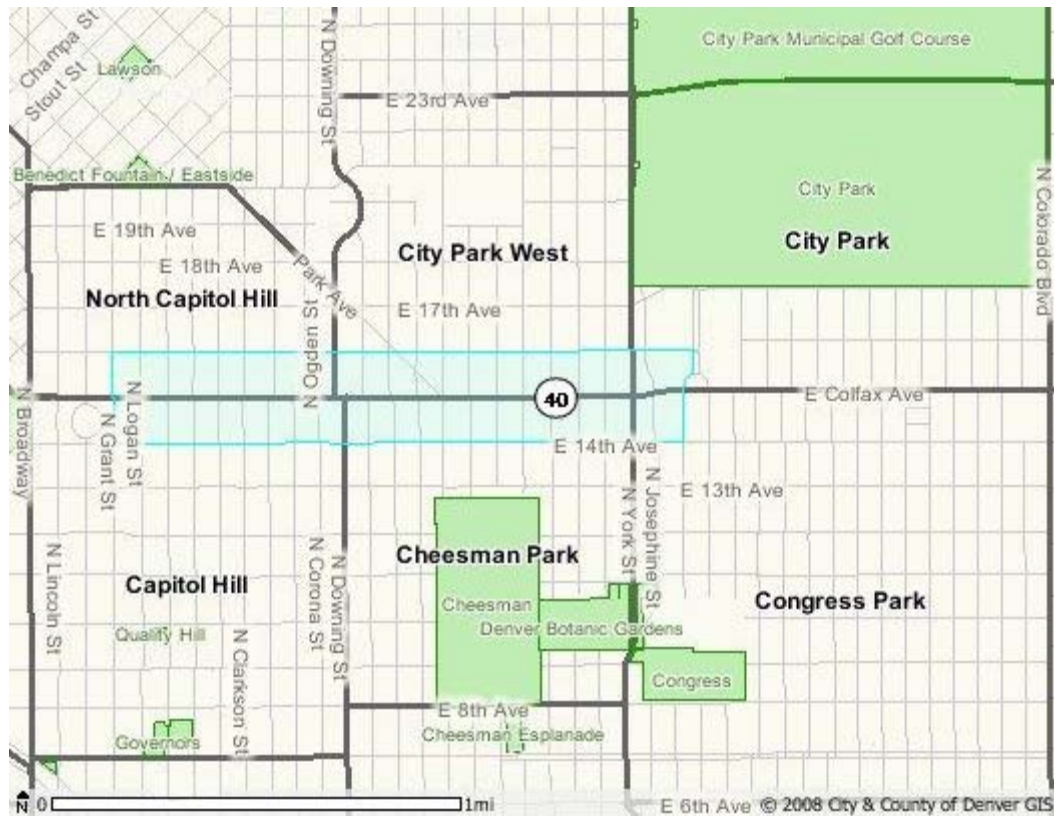 Champa St
Stout St
Lawson
N Downing St
E 23rd Ave
City Park Municipal Golf Course
Benedict Fountain / Eastside
City Park
N Colorado Blvd
E 19th Ave
City Park West
City Park
E 18th Ave
Park Ave
North Capitol Hill
N Ogden St
E 17th Ave
N Broadway
N Logan St
N Grant St
40
E Colfax Ave
E 14th Ave
N York St
N Josephine St
E 13th Ave
N Lincoln St
Capitol Hill
N Corona St
N Downing St
Cheesman Park
Cheesman
Denver Botanic Gardens
Congress Park
Quality Hill
N Clarkson St
Congress
E 8th Ave
Cheesman Esplanade
Governors
N 0 1mi
E 6th Ave © 2008 City & County of Denver GIS